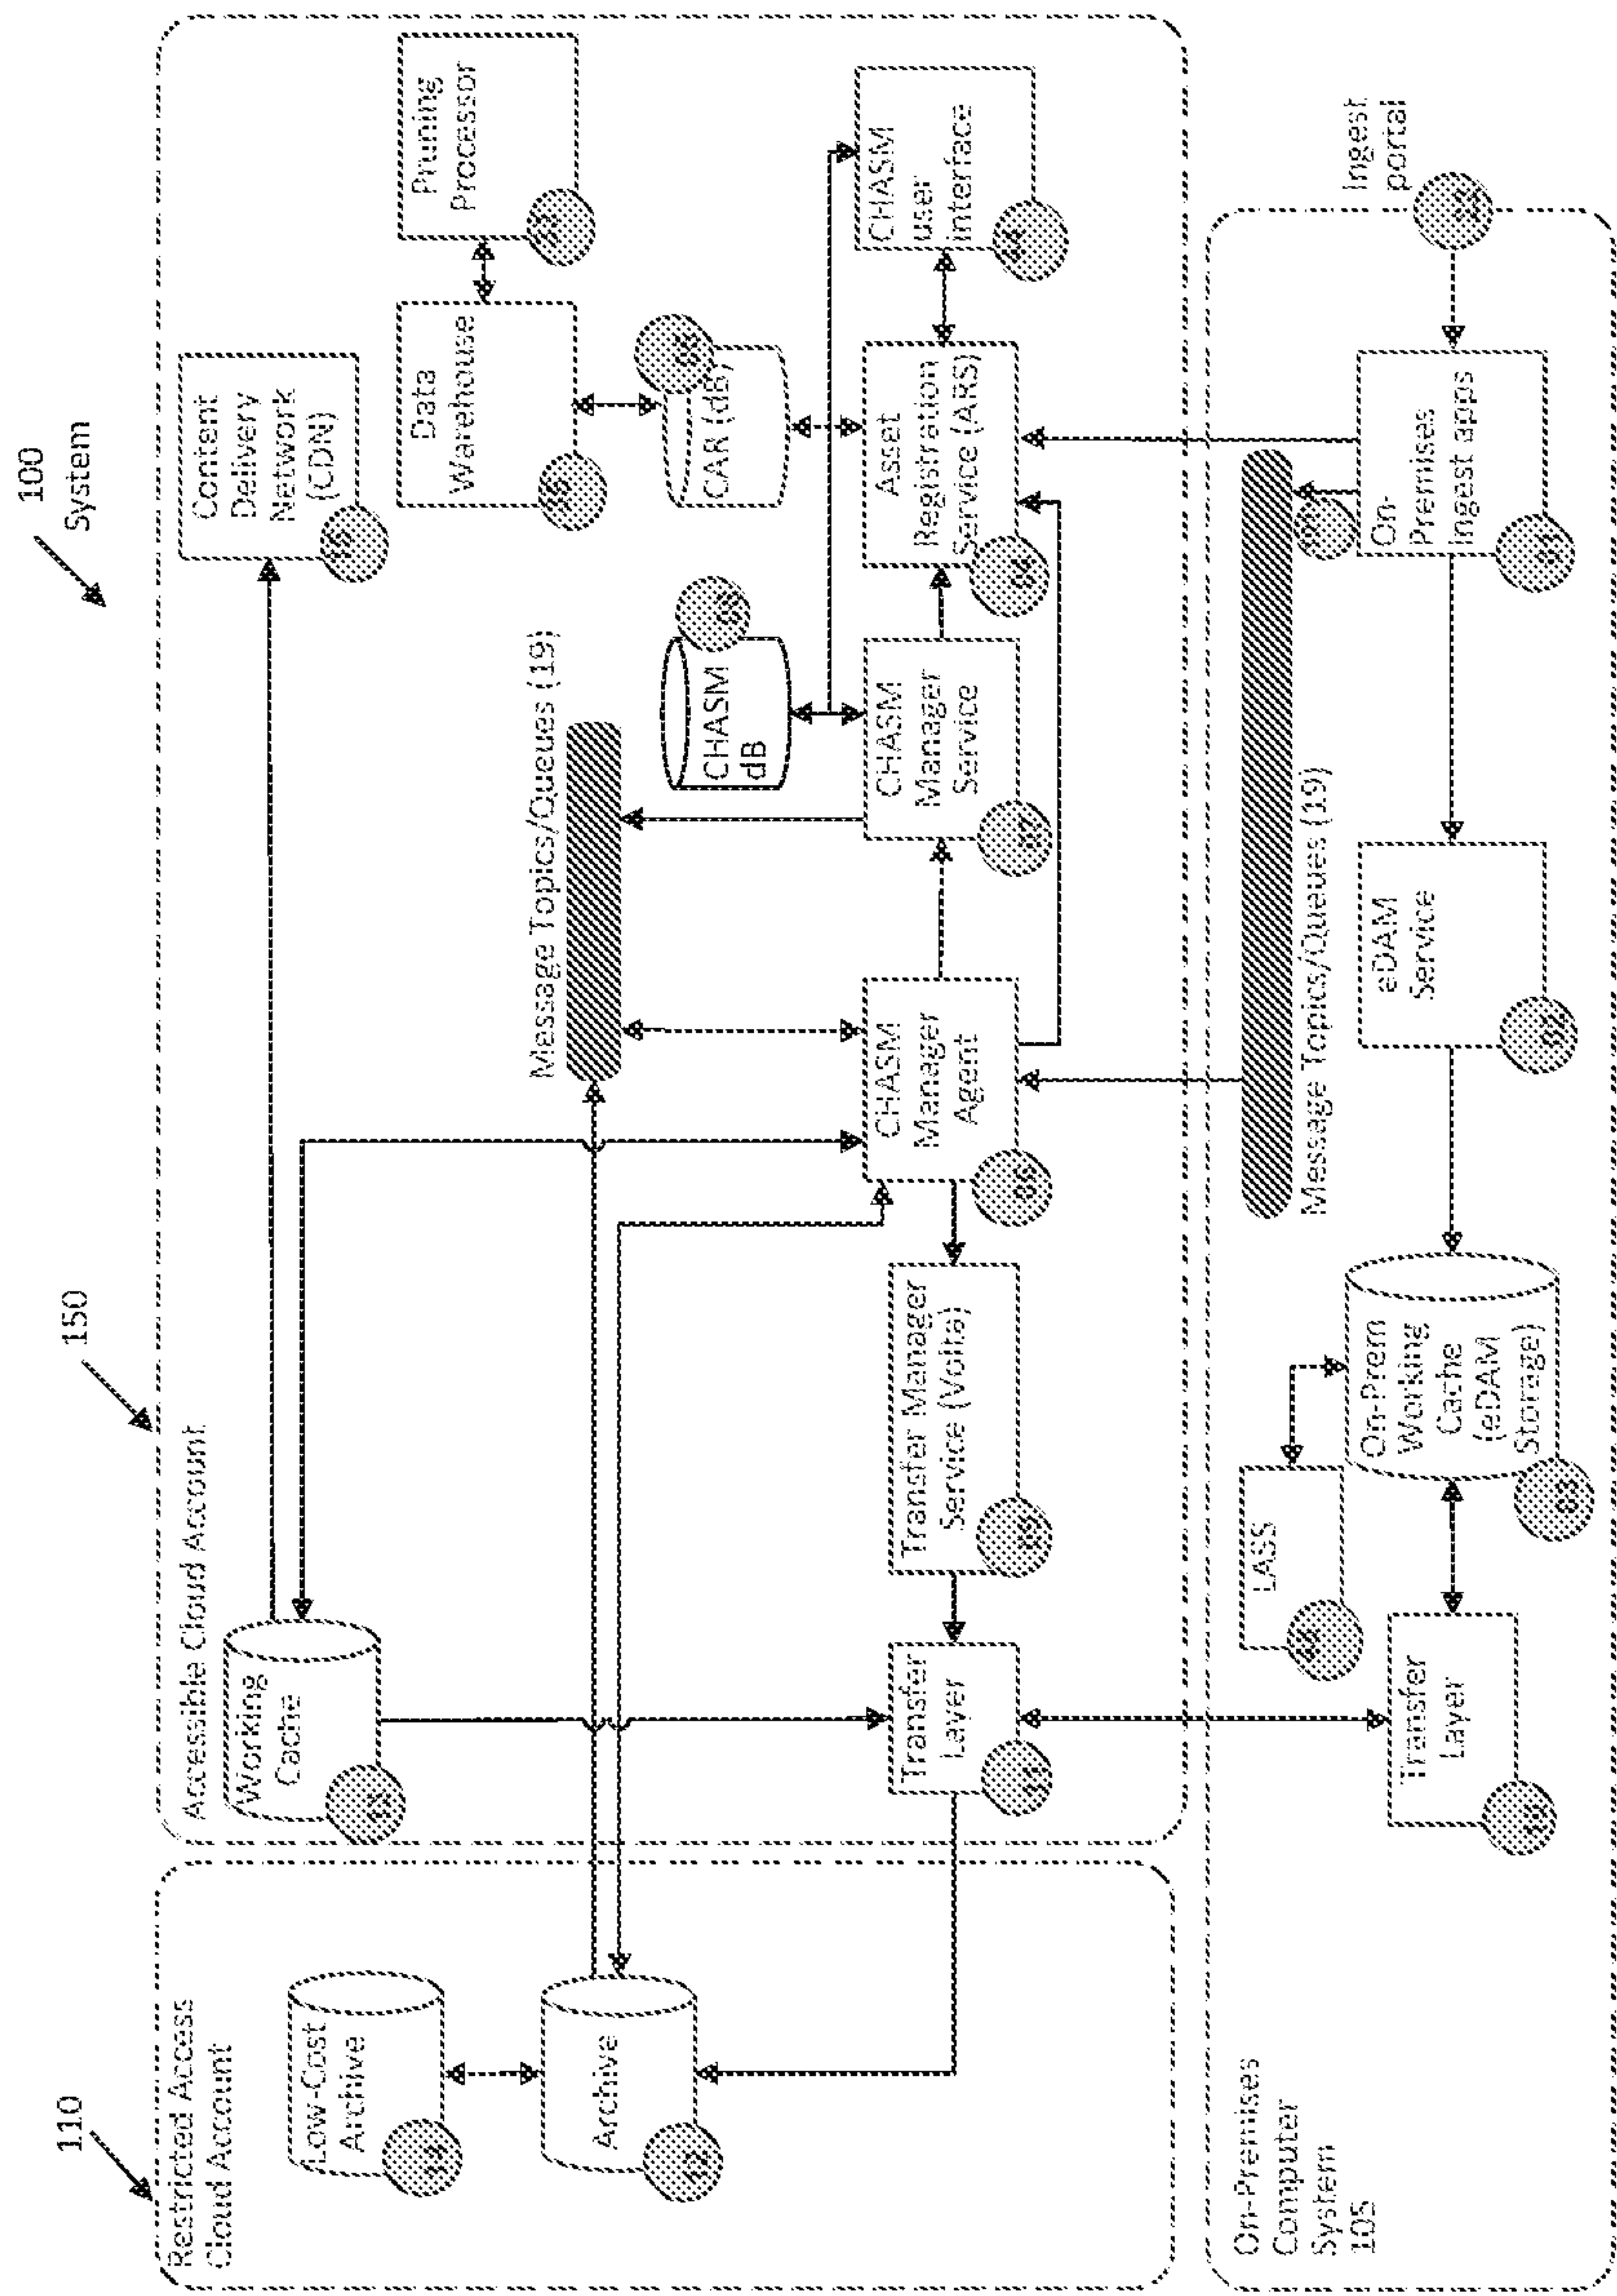 100
System
150
110
Restricted Access
Cloud Account
Low-Cost
Archive
Archive
Accessible Cloud Account
Working
Cache
Content
Delivery
Network
(CDN)
Data
Warehouse
Pruning
Processor
Message Topics/Queues (19)
CHASM
dB
CAR (dB)
Transfer
Layer
Transfer Manager
Service (Volta)
CHASM
Manager
Agent
CHASM
Manager
Service
Asset
Registration
Service (ARS)
CHASM
user
interface
On-Premises
Computer
System
105
Transfer
Layer
LASS
On-Prem
Working
Cache
(eDAM
Storage)
Message Topics/Queues (19)
eDAM
Service
On-
Premises
Ingest apps
Ingest
portal